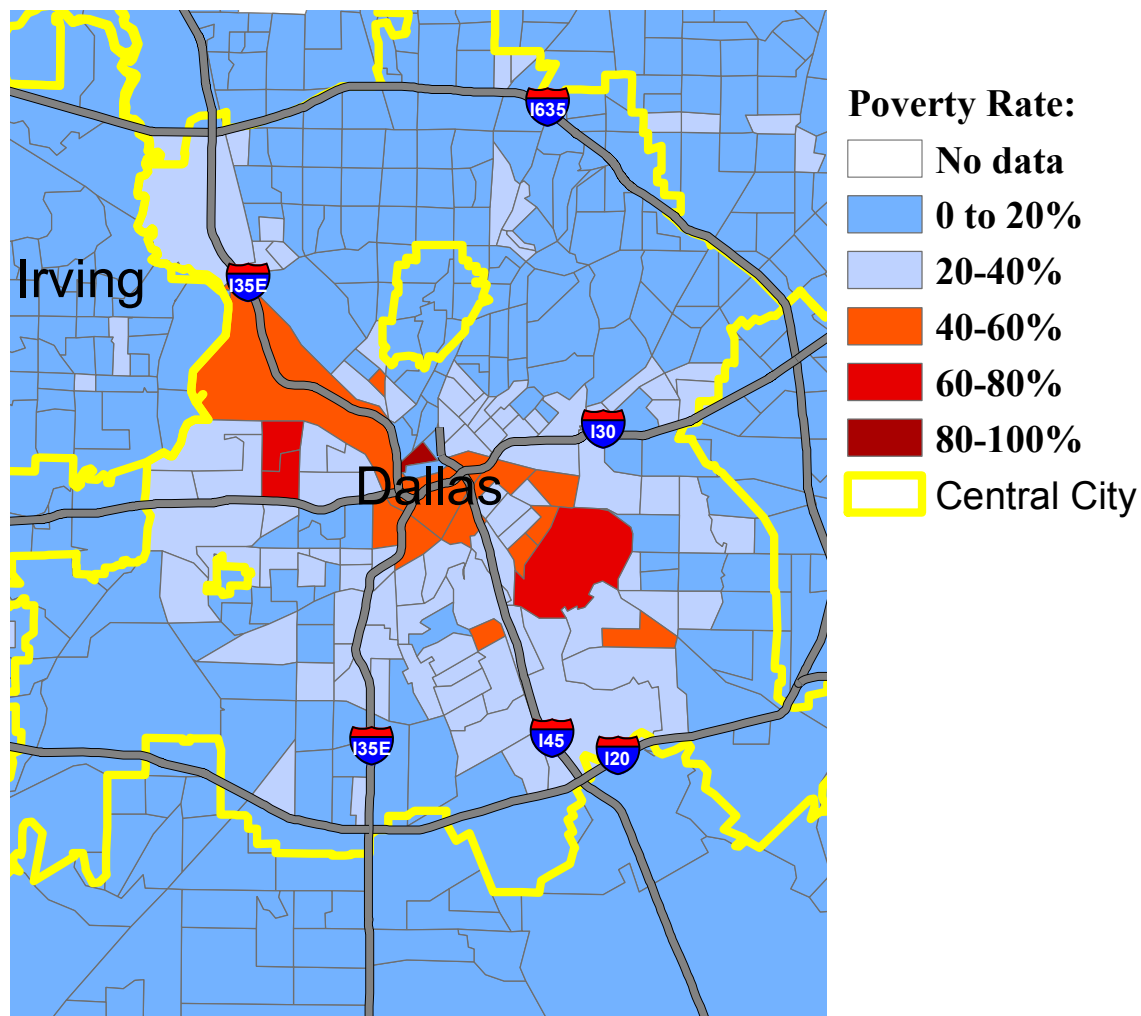 I635
Irving
I35E
I30
Dallas
I35E
I45
I20
Poverty Rate:
No data
0 to 20%
20-40%
40-60%
60-80%
80-100%
Central City